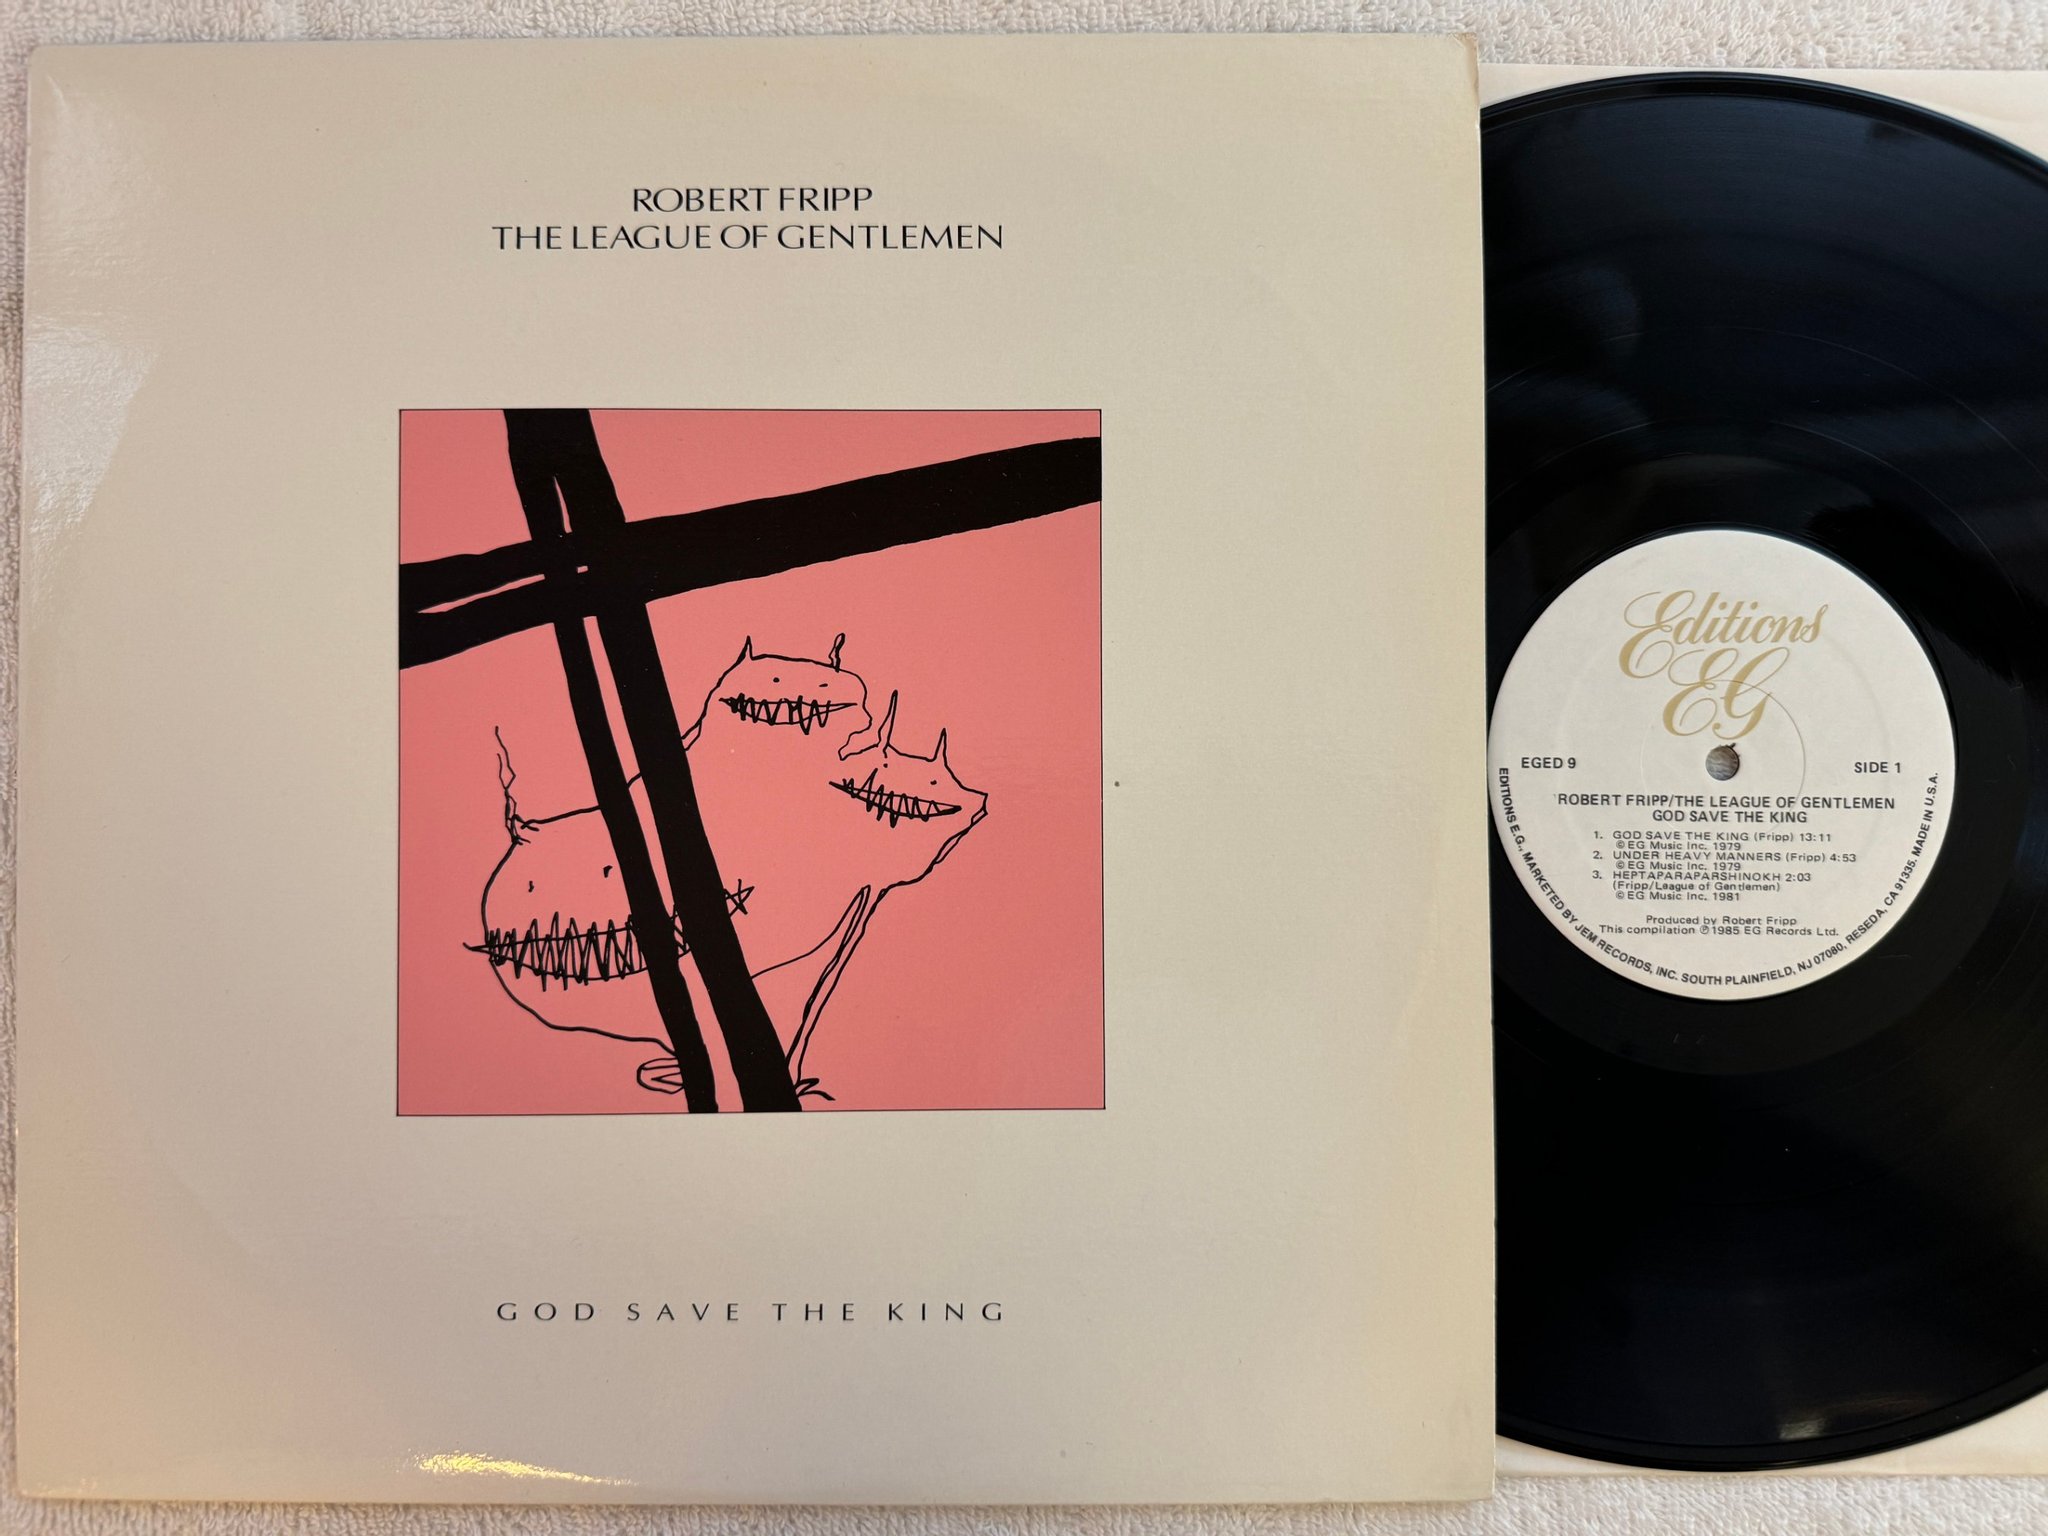 ROBERT FRIPP
THE LEAGUE OF GENTLEMEN
GOD SAVE THE KING
Editions
EG
EGED 9
SIDE 1
ROBERT FRIPP/THE LEAGUE OF GENTLEMEN
GOD SAVE THE KING
1. GOD SAVE THE KING (Fripp) 13:11
© EG Music Inc. 1979
2. UNDER HEAVY MANNERS (Fripp) 4:53
© EG Music Inc. 1979
3. HEPTAPARAPARSHINOKH 2:03
(Fripp/League of Gentlemen)
© EG Music Inc. 1981
Produced by Robert Fripp
This compilation ℗ 1985 EG Records Ltd.
EDITIONS E.G., MARKETED BY JEM RECORDS, INC. SOUTH PLAINFIELD, NJ 07080, RESEDA, CA 91335. MADE IN U.S.A.